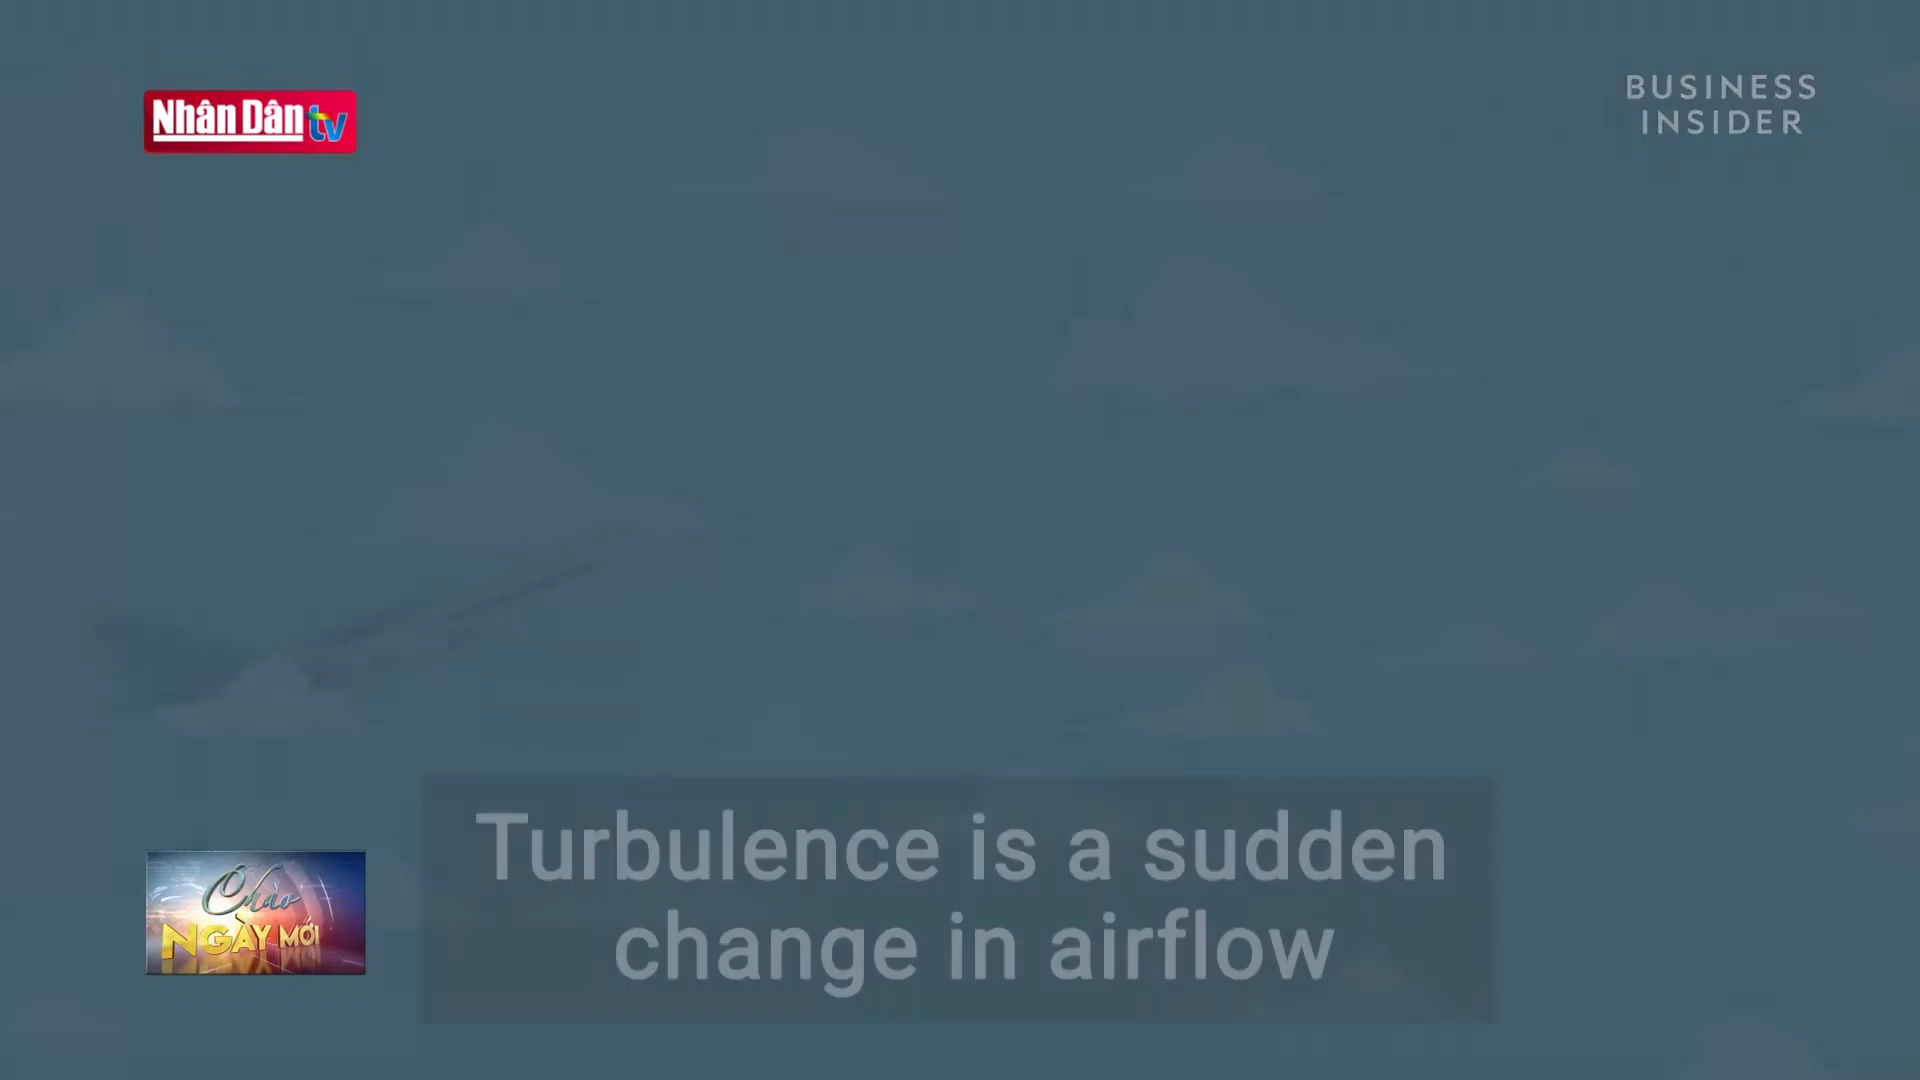 Nhân Dân tv
BUSINESS
INSIDER
Turbulence is a sudden
change in airflow
Chào
NGÀY MỚI